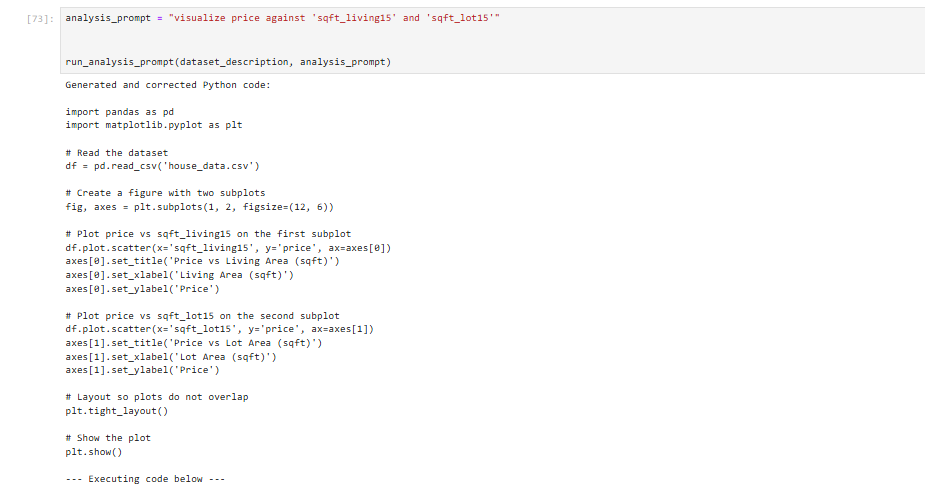 [73]: analysis_prompt = "visualize price against 'sqft_living15' and 'sqft_lot15'"
run_analysis_prompt(dataset_description, analysis_prompt)
Generated and corrected Python code:
import pandas as pd
import matplotlib.pyplot as plt
# Read the dataset
df = pd.read_csv('house_data.csv')
# Create a figure with two subplots
fig, axes = plt.subplots(1, 2, figsize=(12, 6))
# Plot price vs sqft_living15 on the first subplot
df.plot.scatter(x='sqft_living15', y='price', ax=axes[0])
axes[0].set_title('Price vs Living Area (sqft)')
axes[0].set_xlabel('Living Area (sqft)')
axes[0].set_ylabel('Price')
# Plot price vs sqft_lot15 on the second subplot
df.plot.scatter(x='sqft_lot15', y='price', ax=axes[1])
axes[1].set_title('Price vs Lot Area (sqft)')
axes[1].set_xlabel('Lot Area (sqft)')
axes[1].set_ylabel('Price')
# Layout so plots do not overlap
plt.tight_layout()
# Show the plot
plt.show()
--- Executing code below ---